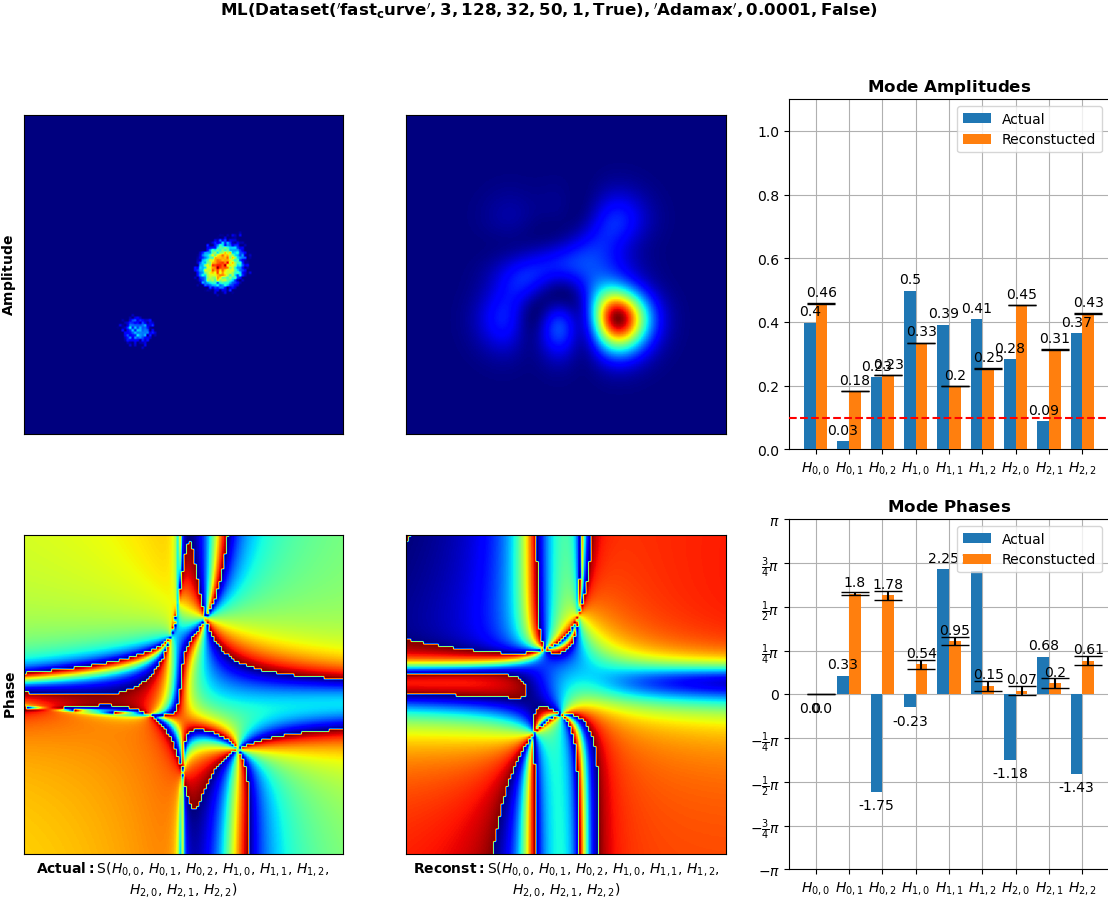 ML(Dataset('fast_curve', 3, 128, 32, 50, 1, True), 'Adamax', 0.0001, False)
Amplitude
Mode Amplitudes
Actual
Reconstucted
1.0
0.8
0.6
0.4
0.2
0.0
0.4 0.03 0.23 0.5 0.39 0.41 0.28 0.09 0.37
0.46 0.18 0.23 0.33 0.2 0.25 0.45 0.31 0.43
H0,0 H0,1 H0,2 H1,0 H1,1 H1,2 H2,0 H2,1 H2,2
Phase
Mode Phases
Actual
Reconstucted
π
3/4π
1/2π
1/4π
0
−1/4π
−1/2π
−3/4π
−π
0.0 0.33 -1.75 -0.23 2.25 -1.18 0.68 -1.43
0.0 1.8 1.78 0.54 0.95 0.15 0.07 0.2 0.61
H0,0 H0,1 H0,2 H1,0 H1,1 H1,2 H2,0 H2,1 H2,2
Actual: S(H0,0, H0,1, H0,2, H1,0, H1,1, H1,2,
H2,0, H2,1, H2,2)
Reconst: S(H0,0, H0,1, H0,2, H1,0, H1,1, H1,2,
H2,0, H2,1, H2,2)